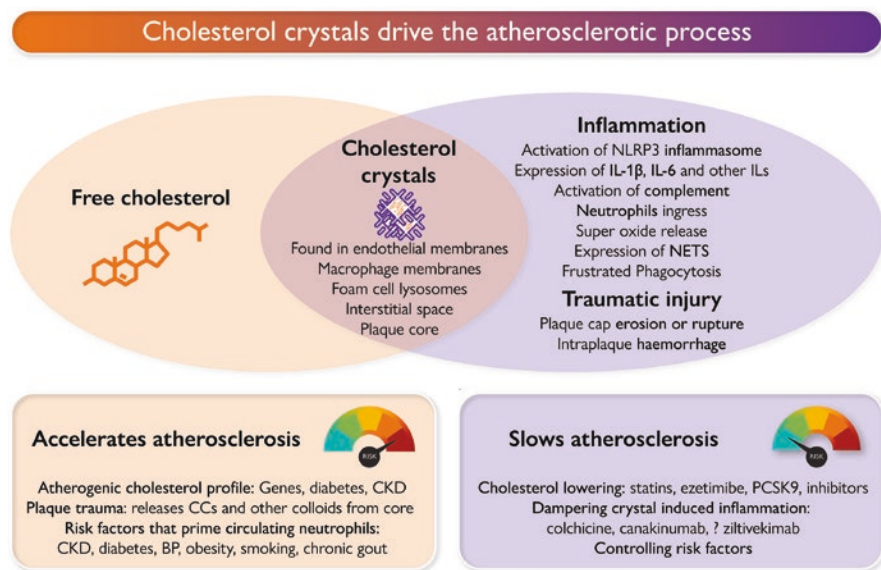 Cholesterol crystals drive the atherosclerotic process
Free cholesterol
Cholesterol
crystals
Found in endothelial membranes
Macrophage membranes
Foam cell lysosomes
Interstitial space
Plaque core
Inflammation
Activation of NLRP3 inflammasome
Expression of IL-1β, IL-6 and other ILs
Activation of complement
Neutrophils ingress
Super oxide release
Expression of NETS
Frustrated Phagocytosis
Traumatic injury
Plaque cap erosion or rupture
Intraplaque haemorrhage
Accelerates atherosclerosis
RISK
Atherogenic cholesterol profile: Genes, diabetes, CKD
Plaque trauma: releases CCs and other colloids from core
Risk factors that prime circulating neutrophils:
CKD, diabetes, BP, obesity, smoking, chronic gout
Slows atherosclerosis
RISK
Cholesterol lowering: statins, ezetimibe, PCSK9, inhibitors
Dampering crystal induced inflammation:
colchicine, canakinumab, ? ziltivekimab
Controlling risk factors